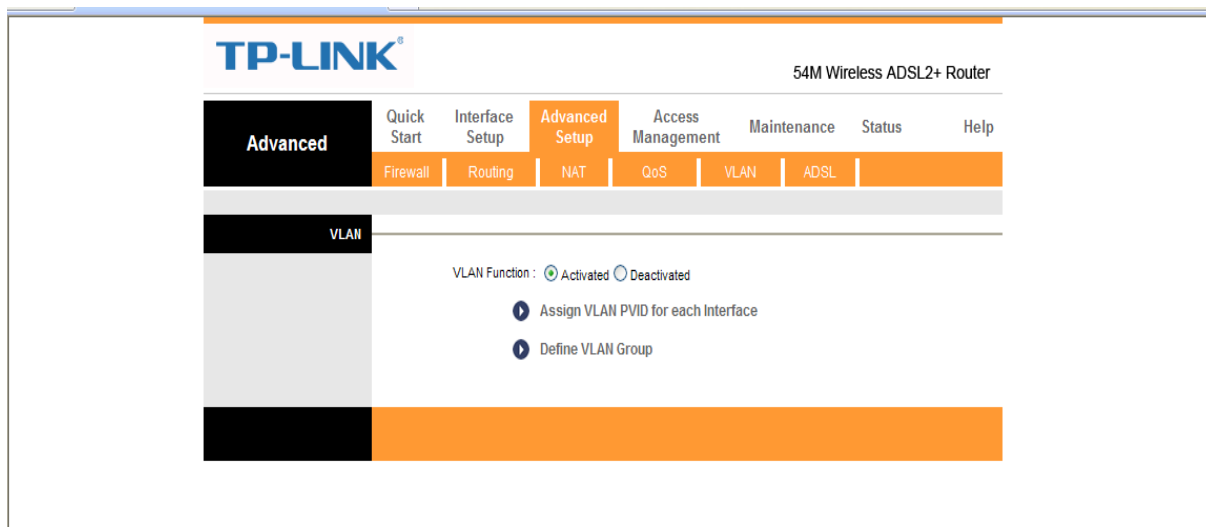 TP-LINK®
54M Wireless ADSL2+ Router
Advanced
Quick Start
Interface Setup
Advanced Setup
Access Management
Maintenance
Status
Help
Firewall
Routing
NAT
QoS
VLAN
ADSL
VLAN
VLAN Function : Activated Deactivated
Assign VLAN PVID for each Interface
Define VLAN Group